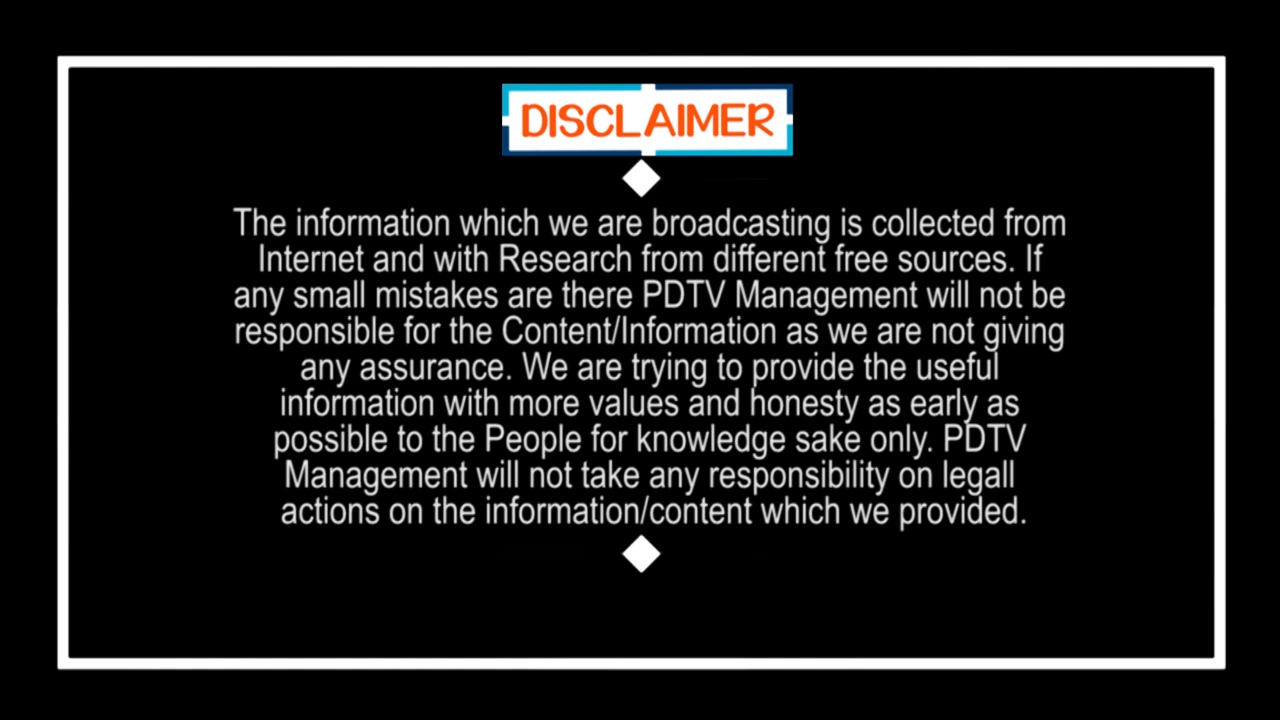 DISCLAIMER
The information which we are broadcasting is collected from
Internet and with Research from different free sources. If
any small mistakes are there PDTV Management will not be
responsible for the Content/Information as we are not giving
any assurance. We are trying to provide the useful
information with more values and honesty as early as
possible to the People for knowledge sake only. PDTV
Management will not take any responsibility on legall
actions on the information/content which we provided.